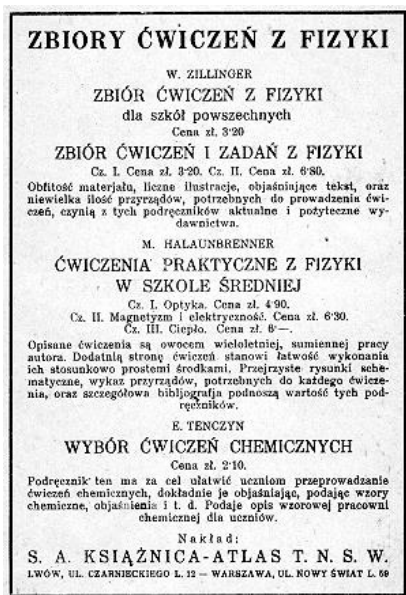 ZBIORY ĆWICZEŃ Z FIZYKI
W. ZILLINGER
ZBIÓR ĆWICZEŃ Z FIZYKI
dla szkół powszechnych
Cena zł. 3·20
ZBIÓR ĆWICZEŃ I ZADAŃ Z FIZYKI
Cz. I. Cena zł. 3·20. Cz. II. Cena zł. 6·80.
Obfitość materjału, liczne ilustracje, objaśniające tekst, oraz
niewielka ilość przyrządów, potrzebnych do prowadzenia ćwi-
czeń, czynią z tych podręczników aktualne i pożyteczne wy-
dawnictwa.
M. HALAUNBRENNER
ĆWICZENIA PRAKTYCZNE Z FIZYKI
W SZKOLE ŚREDNIEJ
Cz. I. Optyka. Cena zł. 4·90.
Cz. II. Magnetyzm i elektryczność. Cena zł. 6·30.
Cz. III. Ciepło. Cena zł. 6·—.
Opisane ćwiczenia są owocem wieloletniej, sumiennej pracy
autora. Dodatnią stronę ćwiczeń stanowi łatwość wykonania
ich stosunkowo prostemi środkami. Przejrzyste rysunki sche-
matyczne, wykaz przyrządów, potrzebnych do każdego ćwicze-
nia, oraz szczegółowa bibljografja podnoszą wartość tych pod-
ręczników.
E. TENCZYN
WYBÓR ĆWICZEŃ CHEMICZNYCH
Cena zł. 2·10.
Podręcznik ten ma za cel ułatwić uczniom przeprowadzanie
ćwiczeń chemicznych, dokładnie je objaśniając, podając wzory
chemiczne, objaśnienia i t. d. Podaje opis wzorowej pracowni
chemicznej dla uczniów.
Nakład:
S. A. KSIĄŻNICA-ATLAS T. N. S. W.
LWÓW, UL. CZARNIECKIEGO L. 12 — WARSZAWA, UL. NOWY ŚWIAT L. 59